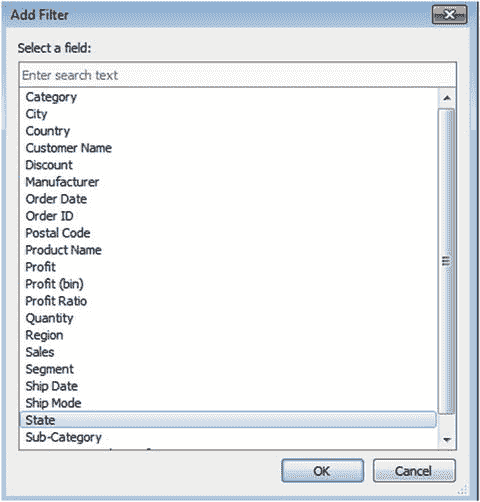 Add Filter
Select a field:
Enter search text
Category
City
Country
Customer Name
Discount
Manufacturer
Order Date
Order ID
Postal Code
Product Name
Profit
Profit (bin)
Profit Ratio
Quantity
Region
Sales
Segment
Ship Date
Ship Mode
State
Sub-Category
OK
Cancel